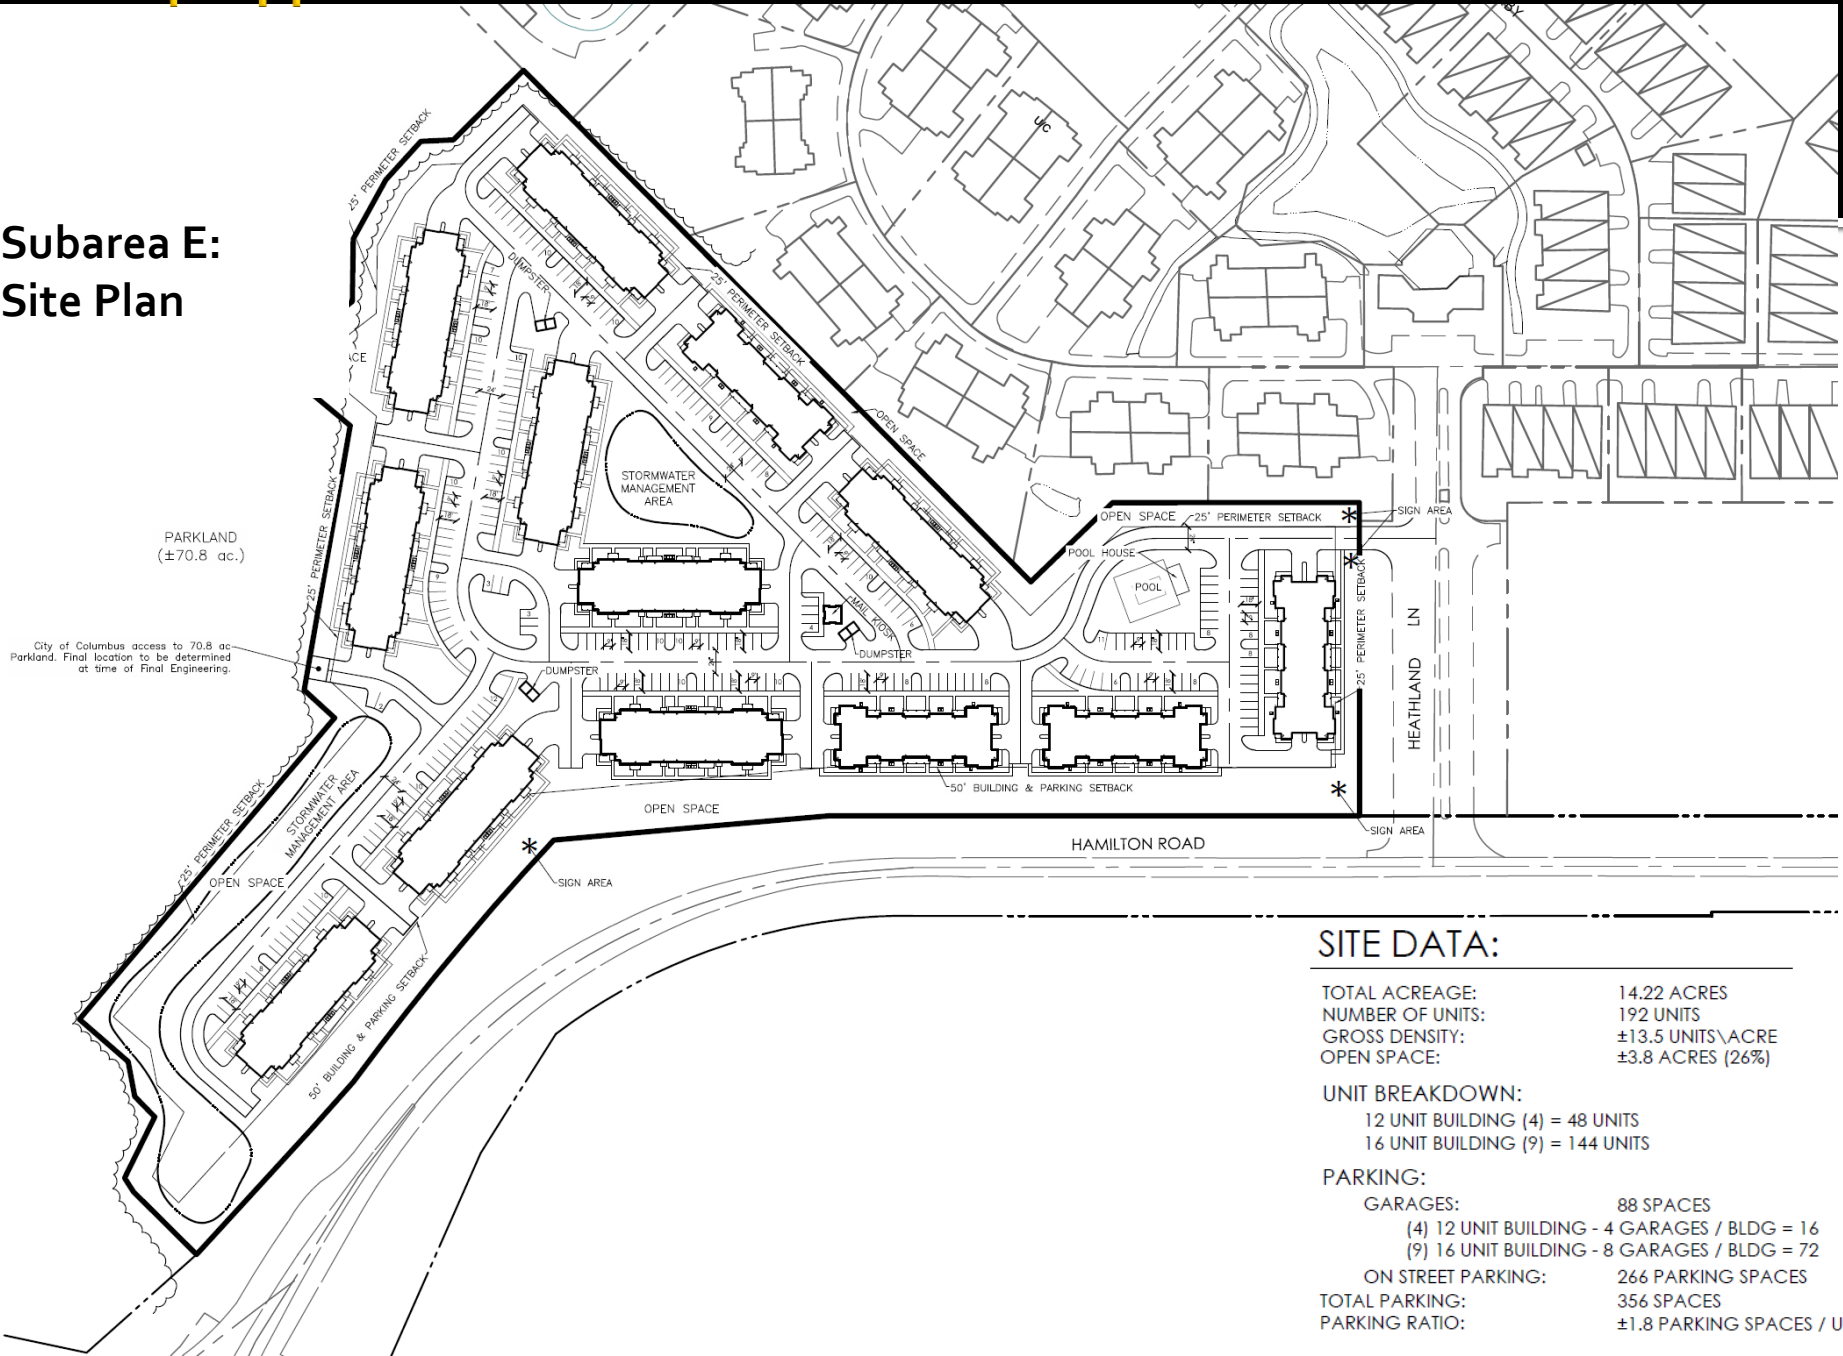 Subarea E:
Site Plan
25' PERIMETER SETBACK
U/C
DUMPSTER
25' PERIMETER SETBACK
OPEN SPACE
STORMWATER
MANAGEMENT
AREA
25' PERIMETER SETBACK
PARKLAND
(±70.8 ac.)
City of Columbus access to 70.8 ac
Parkland. Final location to be determined
at time of Final Engineering.
OPEN SPACE
25' PERIMETER SETBACK
SIGN AREA
POOL HOUSE
POOL
MAIL KIOSK
DUMPSTER
DUMPSTER
25' PERIMETER SETBACK
HEATHLAND LN
50' BUILDING & PARKING SETBACK
OPEN SPACE
SIGN AREA
HAMILTON ROAD
STORMWATER
MANAGEMENT AREA
25' PERIMETER SETBACK
OPEN SPACE
SIGN AREA
50' BUILDING & PARKING SETBACK
SITE DATA:
TOTAL ACREAGE: 14.22 ACRES
NUMBER OF UNITS: 192 UNITS
GROSS DENSITY: ±13.5 UNITS\ACRE
OPEN SPACE: ±3.8 ACRES (26%)
UNIT BREAKDOWN:
12 UNIT BUILDING (4) = 48 UNITS
16 UNIT BUILDING (9) = 144 UNITS
PARKING:
GARAGES: 88 SPACES
(4) 12 UNIT BUILDING - 4 GARAGES / BLDG = 16
(9) 16 UNIT BUILDING - 8 GARAGES / BLDG = 72
ON STREET PARKING: 266 PARKING SPACES
TOTAL PARKING: 356 SPACES
PARKING RATIO: ±1.8 PARKING SPACES / U